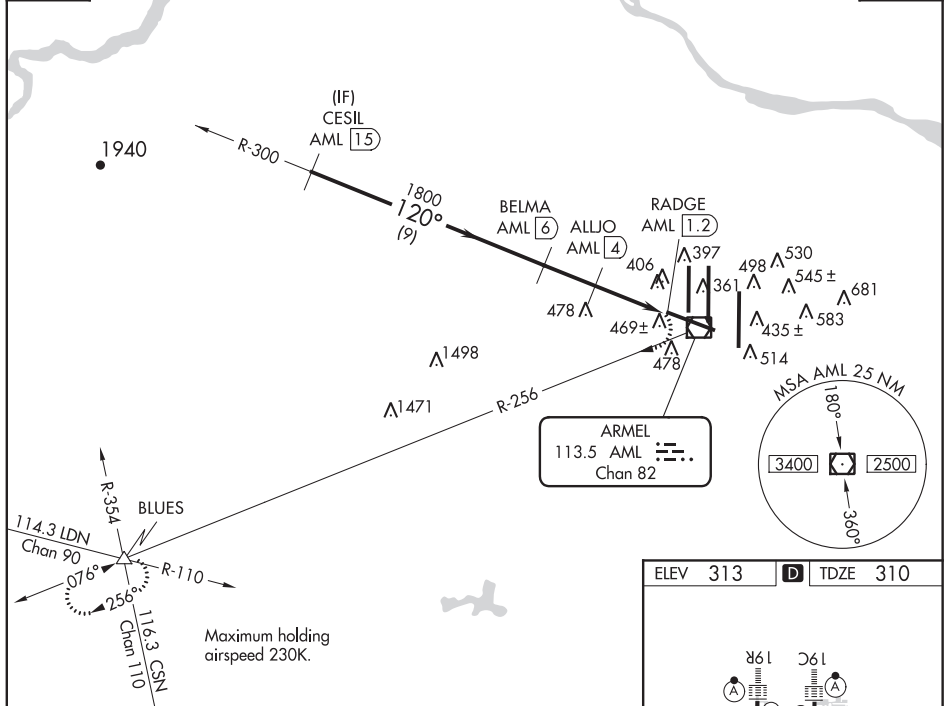 (IF)
CESIL
AML 15
1940
R-300
1800
120°
(9)
BELMA
AML 6
ALLJO
AML 4
RADGE
AML 1.2
397
406
361
498
530
545 ±
681
583
435 ±
514
478
469±
478
1498
1471
R-256
ARMEL
113.5 AML
Chan 82
MSA AML 25 NM
180°
3400
2500
360°
R-354
BLUES
114.3 LDN
Chan 90
R-110
076°
256°
116.3 CSN
Chan 110
Maximum holding
airspeed 230K.
ELEV 313 D TDZE 310
19R
19C
A
A